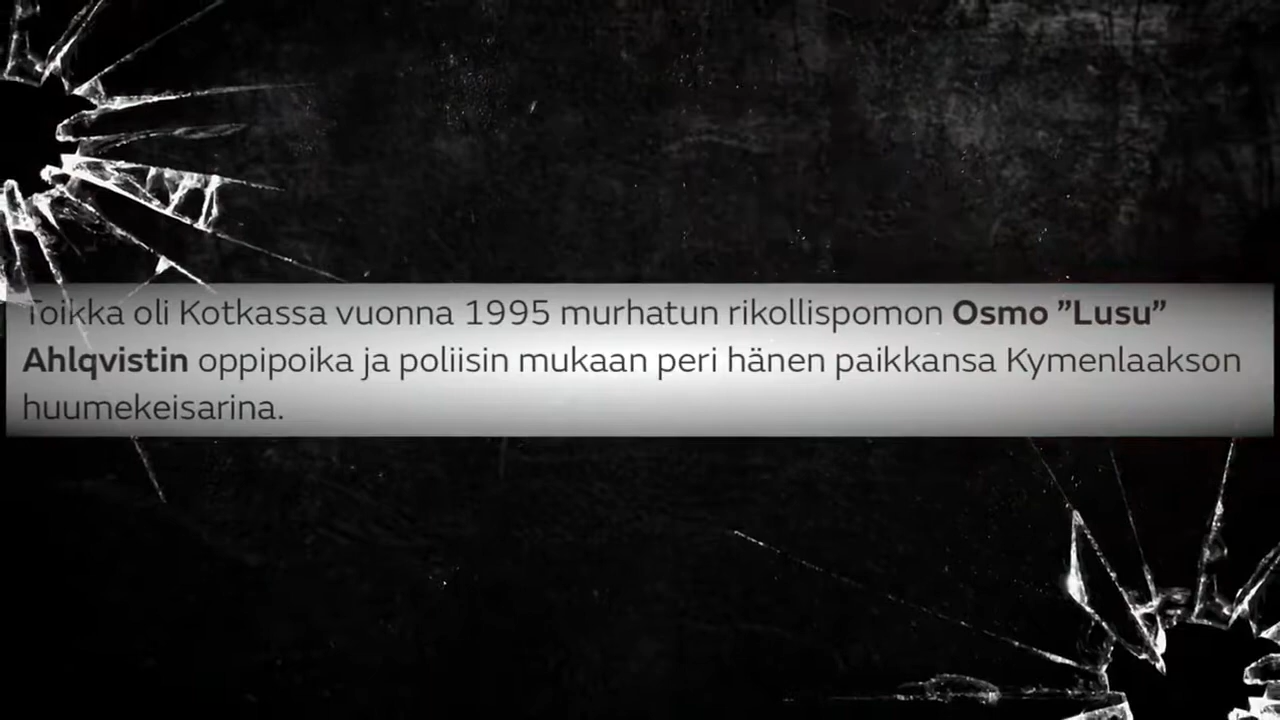 Toikka oli Kotkassa vuonna 1995 murhatun rikollispomon Osmo ”Lusu”
Ahlqvistin oppipoika ja poliisin mukaan peri hänen paikkansa Kymenlaakson
huumekeisarina.